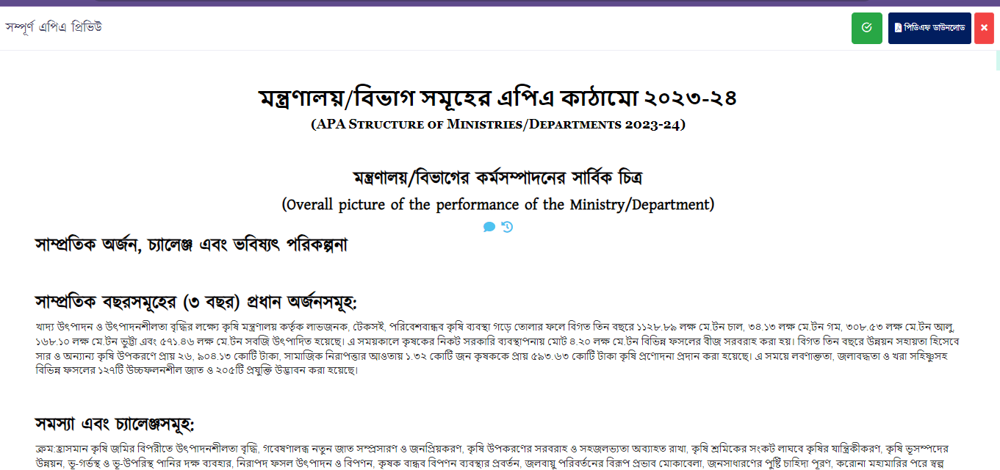 সম্পূর্ণ এপিএ প্রিভিউ
পিডিএফ ডাউনলোড
মন্ত্রণালয়/বিভাগ সমূহের এপিএ কাঠামো ২০২৩-২৪
(APA Structure of Ministries/Departments 2023-24)
মন্ত্রণালয়/বিভাগের কর্মসম্পাদনের সার্বিক চিত্র
(Overall picture of the performance of the Ministry/Department)
সাম্প্রতিক অর্জন, চ্যালেঞ্জ এবং ভবিষ্যৎ পরিকল্পনা
সাম্প্রতিক বছরসমূহের (৩ বছর) প্রধান অর্জনসমূহ:
খাদ্য উৎপাদন ও উৎপাদনশীলতা বৃদ্ধির লক্ষ্যে কৃষি মন্ত্রণালয় কর্তৃক লাভজনক, টেকসই, পরিবেশবান্ধব কৃষি ব্যবস্থা গড়ে তোলার ফলে বিগত তিন বছরে ১১২৮.৮৯ লক্ষ মে.টন চাল, ৩৪.১৩ লক্ষ মে.টন গম, ৩০৮.৫৩ লক্ষ মে.টন আলু,
১৬৮.১০ লক্ষ মে.টন ভুট্টা এবং ৫৭১.৪৬ লক্ষ মে.টন সবজি উৎপাদিত হয়েছে। এ সময়কালে কৃষকের নিকট সরকারি ব্যবস্থাপনায় মোট ৪.২০ লক্ষ মে.টন বিভিন্ন ফসলের বীজ সরবরাহ করা হয়। বিগত তিন বছরে উন্নয়ন সহায়তা হিসেবে
সার ও অন্যান্য কৃষি উপকরণে প্রায় ২৬, ৯০৪.১৩ কোটি টাকা, সামাজিক নিরাপত্তার আওতায় ১.৩২ কোটি জন কৃষককে প্রায় ৫৯৩.৬৩ কোটি টাকা কৃষি প্রণোদনা প্রদান করা হয়েছে। এ সময়ে লবণাক্ততা, জলাবদ্ধতা ও খরা সহিষ্ণুসহ
বিভিন্ন ফসলের ১২৭টি উচ্চফলনশীল জাত ও ২০৫টি প্রযুক্তি উদ্ভাবন করা হয়েছে।
সমস্যা এবং চ্যালেঞ্জসমূহ:
ক্রম:হ্রাসমান কৃষি জমির বিপরীতে উৎপাদনশীলতা বৃদ্ধি, গবেষণালব্ধ নতুন জাত সম্প্রসারণ ও জনপ্রিয়করণ, কৃষি উপকরণের সরবরাহ ও সহজলভ্যতা অব্যাহত রাখা, কৃষি শ্রমিকের সংকট লাঘবে কৃষির যান্ত্রিকীকরণ, কৃষি ভূসম্পদের
উন্নয়ন, ভূ-গর্ভস্থ ও ভূ-উপরিস্থ পানির দক্ষ ব্যবহার, নিরাপদ ফসল উৎপাদন ও বিপণন, কৃষক বান্ধব বিপণন ব্যবস্থার প্রবর্তন, জলবায়ু পরিবর্তনের বিরূপ প্রভাব মোকাবেলা, জনসাধারণের পুষ্টি চাহিদা পূরণ, করোনা মহামারির পরে স্বল্প